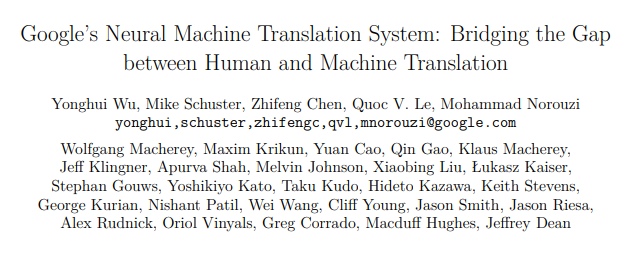 Google's Neural Machine Translation System: Bridging the Gap
between Human and Machine Translation
Yonghui Wu, Mike Schuster, Zhifeng Chen, Quoc V. Le, Mohammad Norouzi
yonghui,schuster,zhifengc,qvl,mnorouzi@google.com
Wolfgang Macherey, Maxim Krikun, Yuan Cao, Qin Gao, Klaus Macherey,
Jeff Klingner, Apurva Shah, Melvin Johnson, Xiaobing Liu, Łukasz Kaiser,
Stephan Gouws, Yoshikiyo Kato, Taku Kudo, Hideto Kazawa, Keith Stevens,
George Kurian, Nishant Patil, Wei Wang, Cliff Young, Jason Smith, Jason Riesa,
Alex Rudnick, Oriol Vinyals, Greg Corrado, Macduff Hughes, Jeffrey Dean